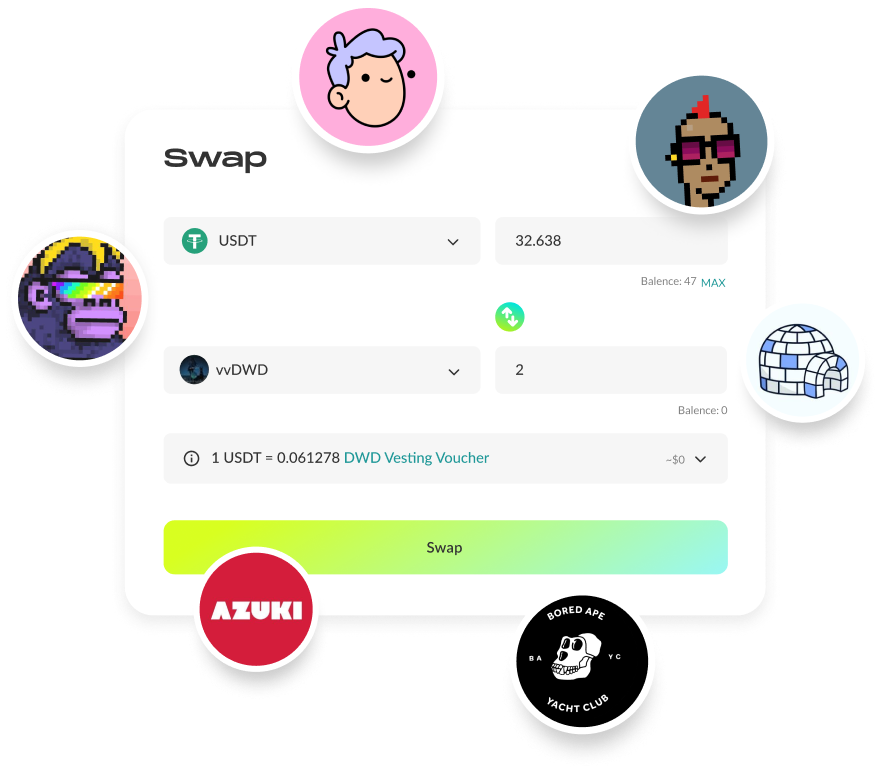 Swap
USDT
32.638
Balence: 47 MAX
vvDWD
2
Balence: 0
1 USDT = 0.061278 DWD Vesting Voucher
~$0
Swap
AZUKI
BORED APE
BA
YC
YACHT CLUB